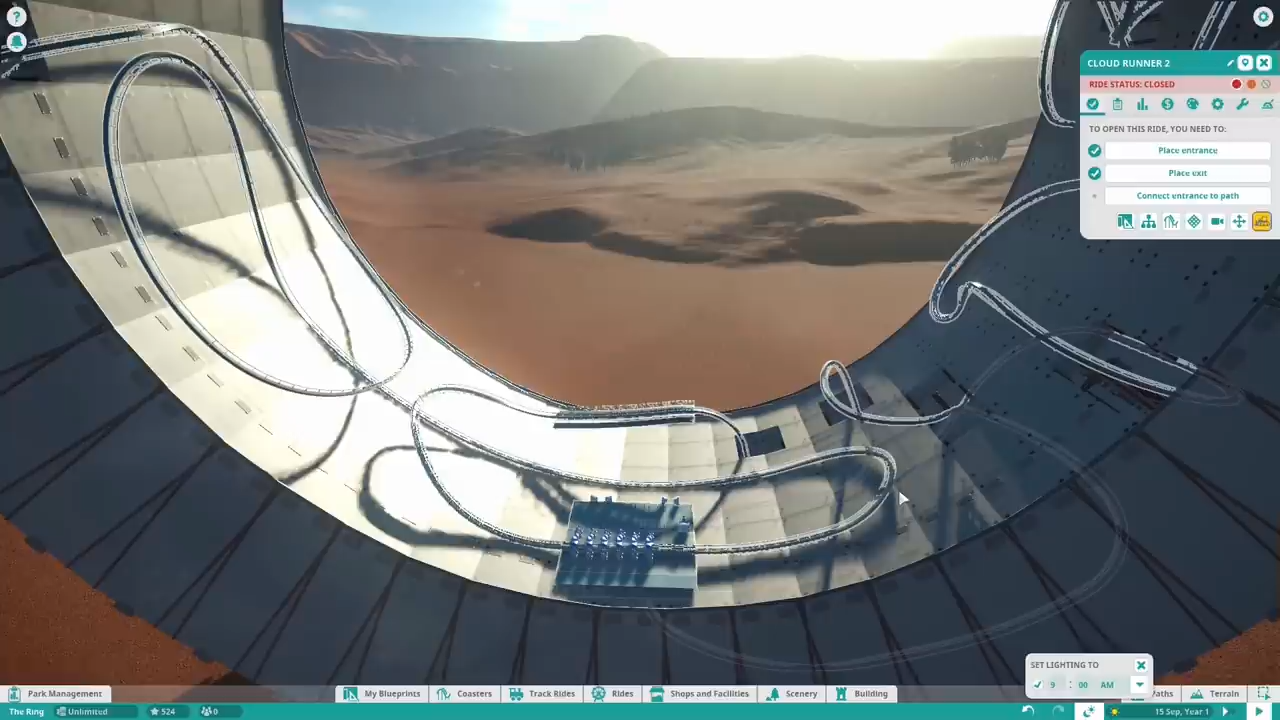 CLOUD RUNNER 2
RIDE STATUS: CLOSED
TO OPEN THIS RIDE, YOU NEED TO:
Place entrance
Place exit
Connect entrance to path
SET LIGHTING TO
9 : 00 AM
Park Management
My Blueprints
Coasters
Track Rides
Rides
Shops and Facilities
Scenery
Building
Paths
Terrain
The Ring
Unlimited
524
0
15 Sep, Year 1